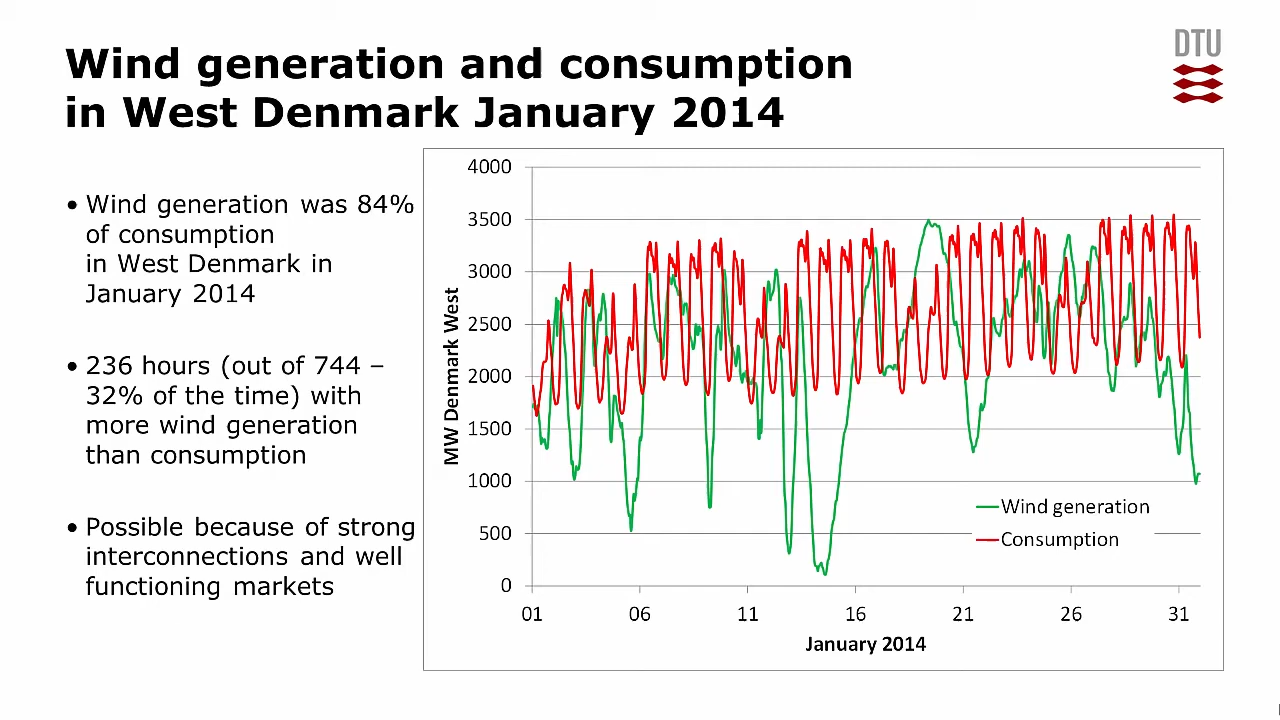 Wind generation and consumption
in West Denmark January 2014
DTU
• Wind generation was 84%
of consumption
in West Denmark in
January 2014
• 236 hours (out of 744 –
32% of the time) with
more wind generation
than consumption
• Possible because of strong
interconnections and well
functioning markets
MW Denmark West
4000
3500
3000
2500
2000
1500
1000
500
0
Wind generation
Consumption
01 06 11 16 21 26 31
January 2014